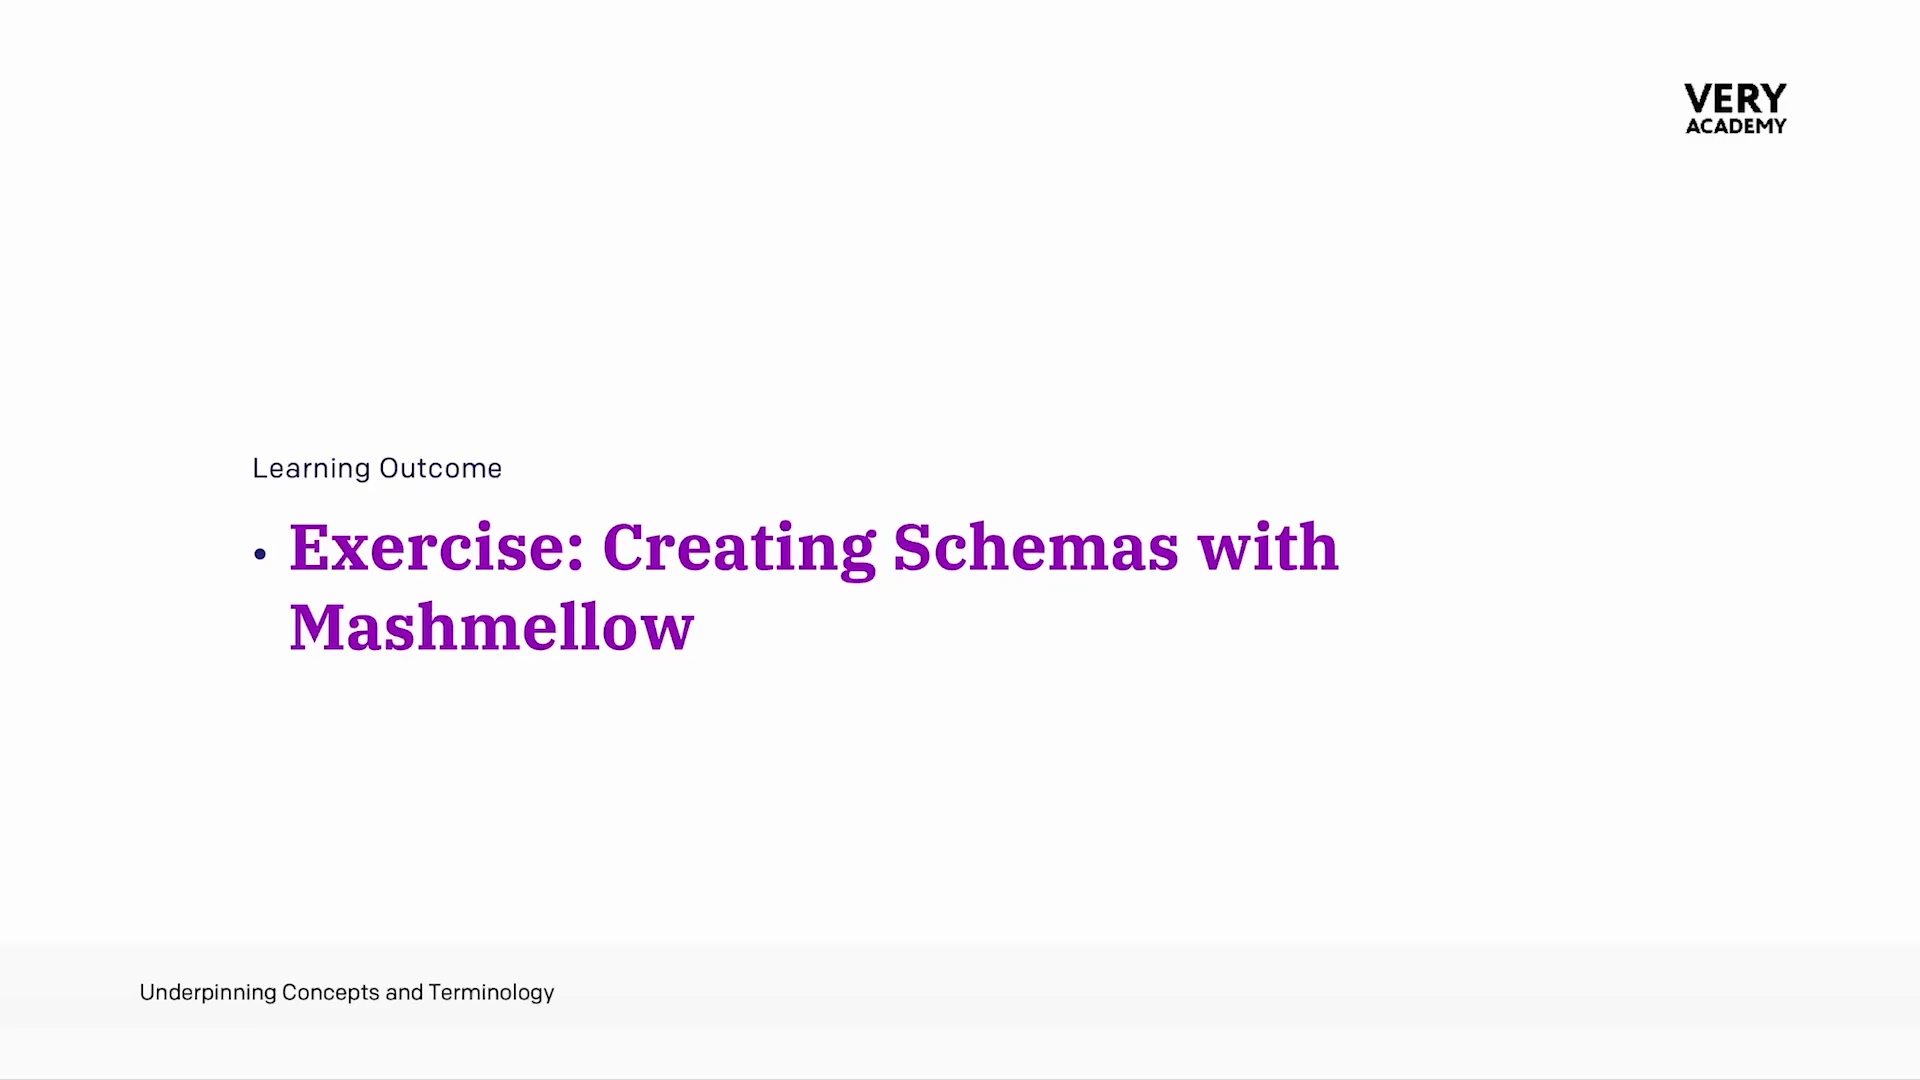 VERY
ACADEMY
Learning Outcome
• Exercise: Creating Schemas with
Mashmellow
Underpinning Concepts and Terminology